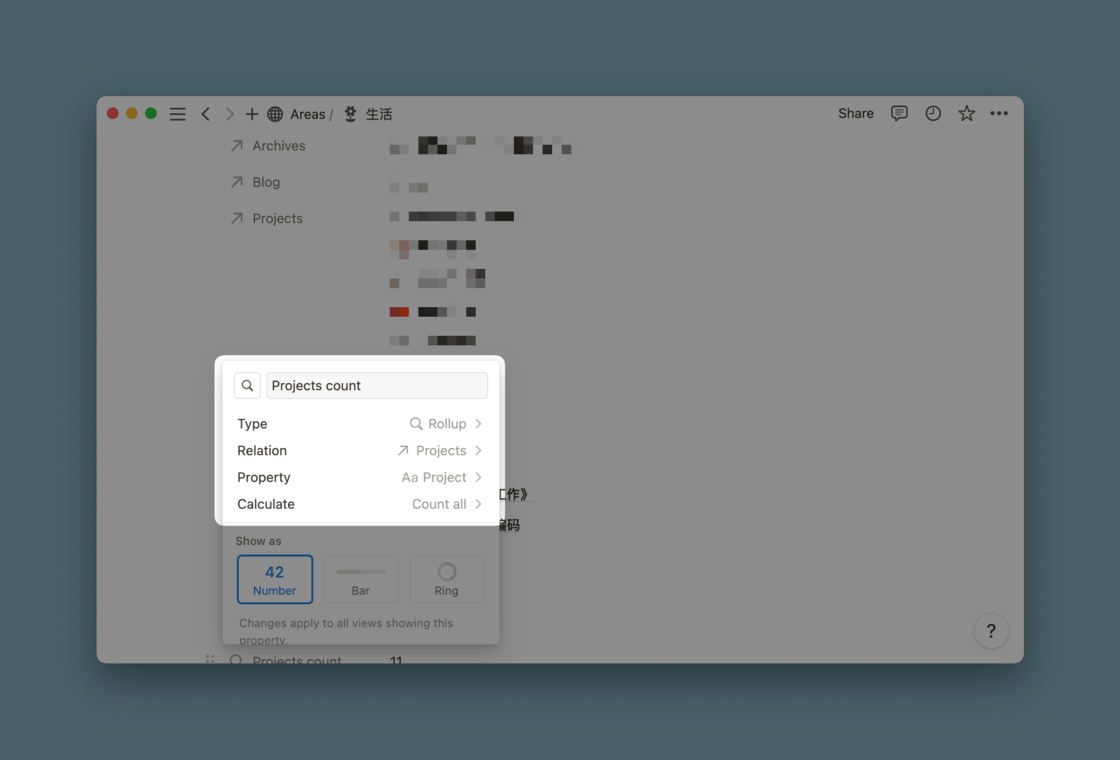 Areas / 生活 Share
Archives
Blog
Projects
Projects count
Type Rollup
Relation Projects
Property Aa Project
Calculate Count all
工作》
编码
Show as
42
Number Bar Ring
Changes apply to all views showing this
property.
?
Projects count 11